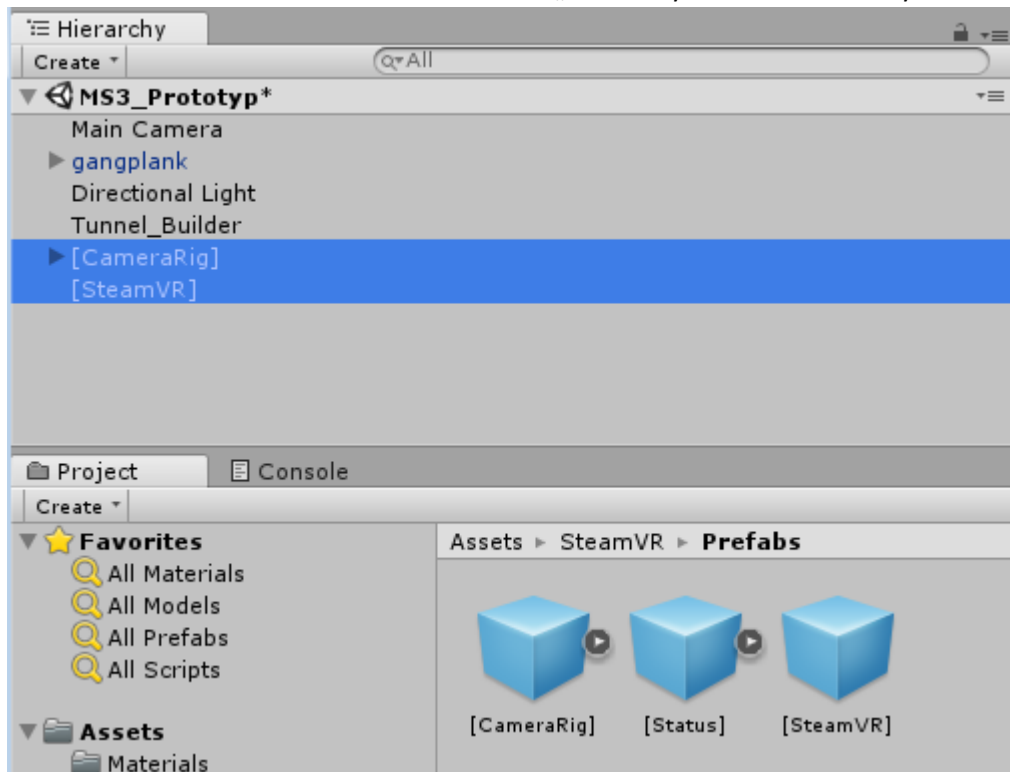 Hierarchy
Create All
MS3_Prototyp*
Main Camera
gangplank
Directional Light
Tunnel_Builder
[CameraRig]
[SteamVR]
Project Console
Create
Favorites Assets SteamVR Prefabs
All Materials
All Models
All Prefabs
All Scripts
[CameraRig] [Status] [SteamVR]
Assets
Materials